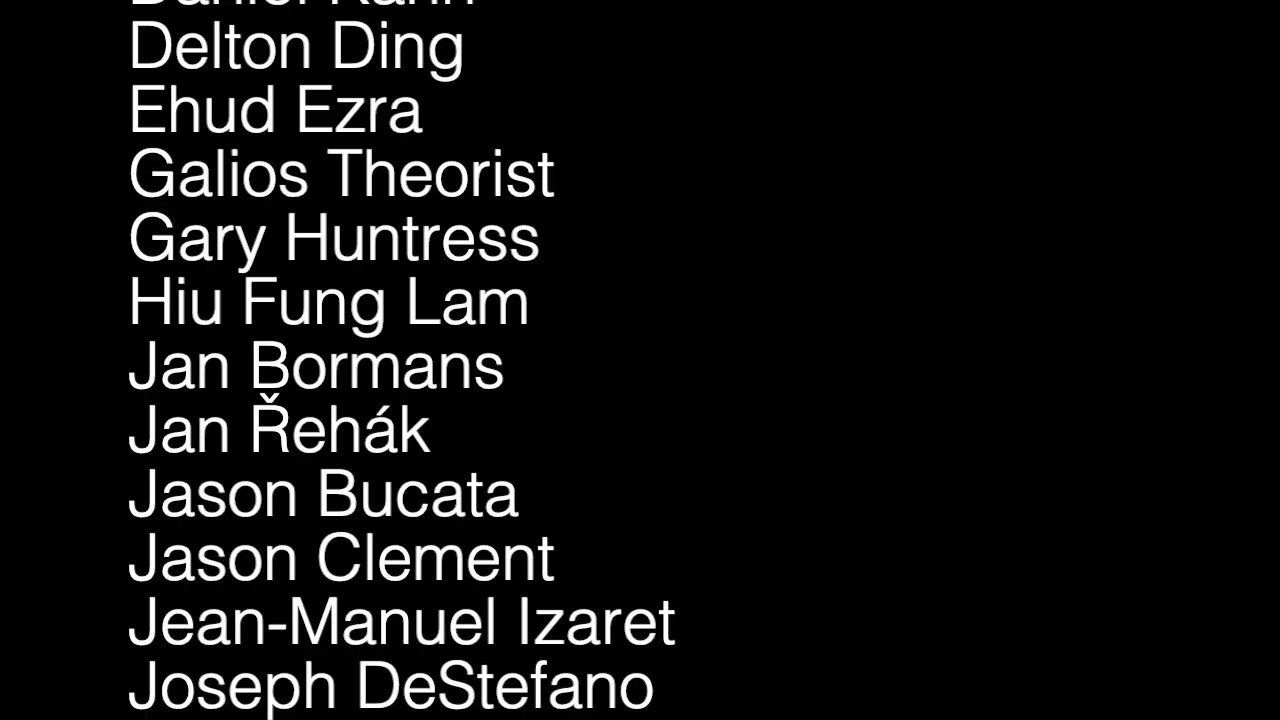 Delton Ding
Ehud Ezra
Galios Theorist
Gary Huntress
Hiu Fung Lam
Jan Bormans
Jan Řehák
Jason Bucata
Jason Clement
Jean-Manuel Izaret
Joseph DeStefano